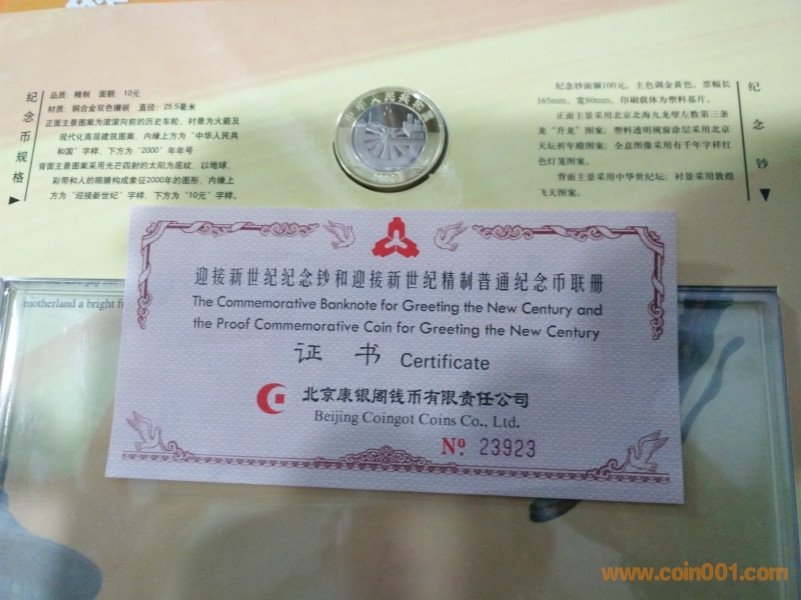 纪念币规格
品质：精制 面额：10元
材质：铜合金双色镶嵌 直径：25.5毫米
正面主景图案为滚滚向前的历史车轮，衬景为火箭及
现代化高层建筑图案，内缘上方为“中华人民共
和国”字样，下方为“2000”年年号
背面主景图案采用光芒四射的太阳为底纹，以地球、
彩带和人的眼睛构成象征2000年的图形，内缘上
方为“迎接新世纪”字样，下方为“10元”字样。
中华人民共和国
2000
纪念钞
纪念钞面额100元，主色调金黄色，票幅长
165mm，宽80mm，印刷载体为塑料基片。
正面主景采用北京北海九龙壁左数第三条
龙“升龙”图案，塑料透明视窗涂层采用北京
天坛祈年殿图案；全息图像采用有千年字样红
色灯笼图案。
背面主景采用中华世纪坛；衬景采用敦煌
飞天图案。
motherland a bright fu
迎接新世纪纪念钞和迎接新世纪精制普通纪念币联册
The Commemorative Banknote for Greeting the New Century and
the Proof Commemorative Coin for Greeting the New Century
证书 Certificate
北京康银阁钱币有限责任公司
Beijing Coingot Coins Co., Ltd.
Nº. 23923
www.coin001.com